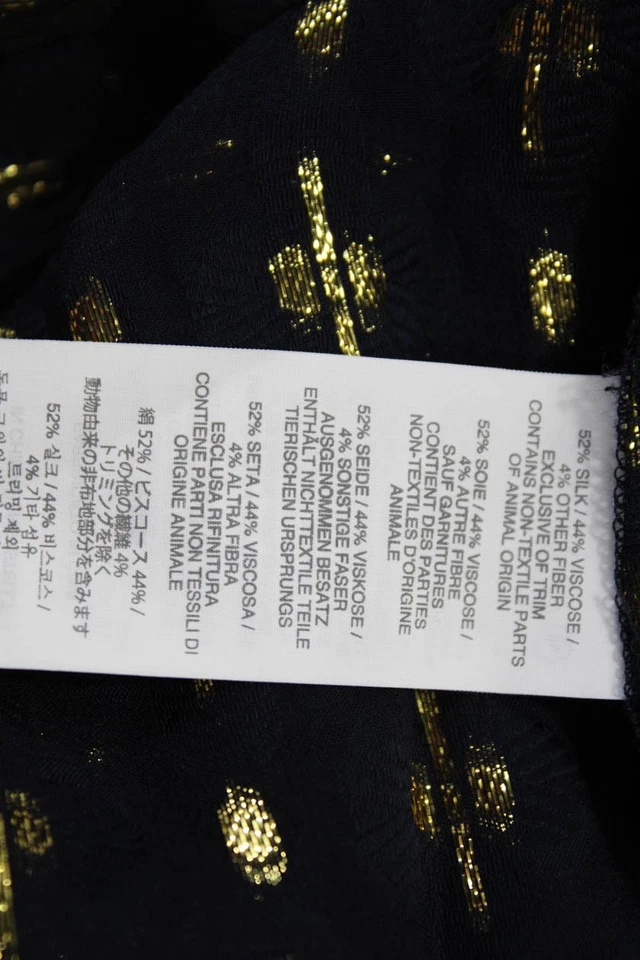 52% SILK / 44% VISCOSE /
4% OTHER FIBER
EXCLUSIVE OF TRIM
CONTAINS NON-TEXTILE PARTS
OF ANIMAL ORIGIN
52% SOIE / 44% VISCOSE /
4% AUTRE FIBRE
SAUF GARNITURES
CONTIENT DES PARTIES
NON-TEXTILES D'ORIGINE
ANIMALE
52% SEIDE / 44% VISKOSE /
4% SONSTIGE FASER
AUSGENOMMEN BESATZ
ENTHÄLT NICHTTEXTILE TEILE
TIERISCHEN URSPRUNGS
52% SETA / 44% VISCOSA /
4% ALTRA FIBRA
ESCLUSA RIFINITURA
CONTIENE PARTI NON TESSILI DI
ORIGINE ANIMALE
絹 52% / ビスコース 44% /
その他の繊維 4%
トリミングを除く
動物由来の非布地部分を含みます
52% 실크 / 44% 비스코스 /
4% 기타 섬유
트리밍 제외